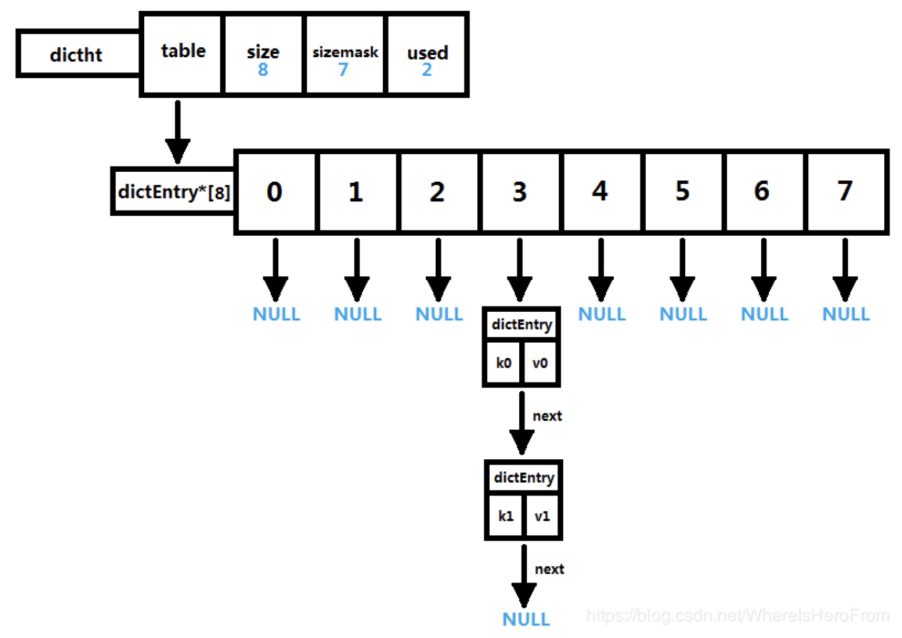 dictht table size sizemask used
8 7 2
dictEntry*[8] 0 1 2 3 4 5 6 7
NULL NULL NULL NULL NULL NULL NULL
dictEntry
k0 v0
next
dictEntry
k1 v1
next
NULL
https://blog.csdn.net/WhereIsHeroFrom